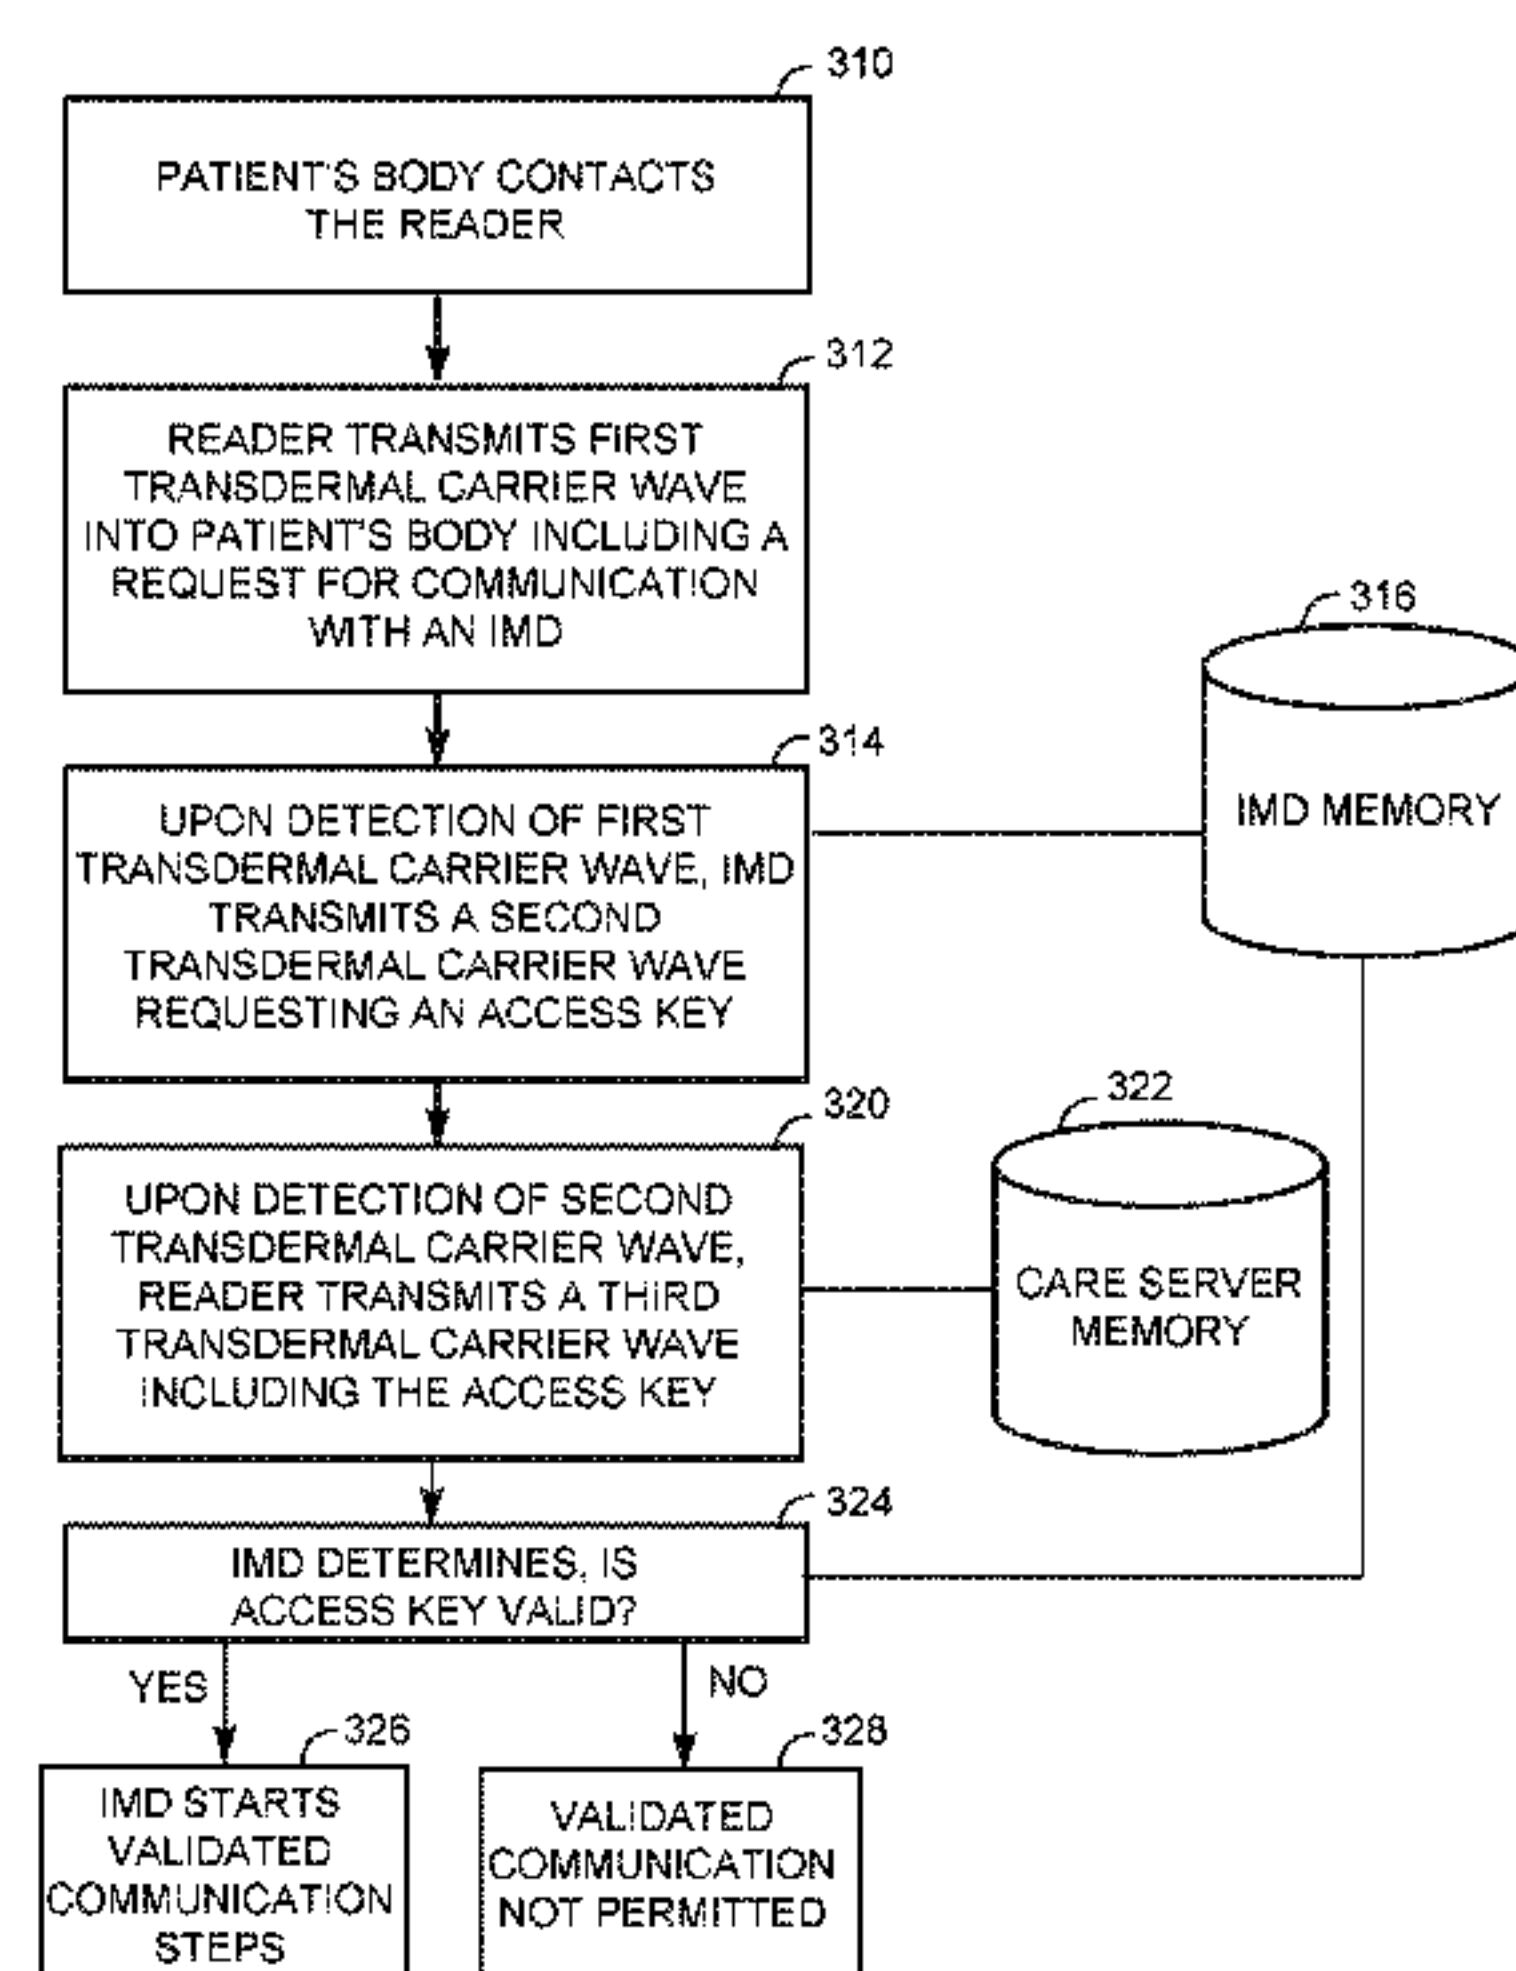 310
PATIENT'S BODY CONTACTS
THE READER
312
READER TRANSMITS FIRST
TRANSDERMAL CARRIER WAVE
INTO PATIENT'S BODY INCLUDING A
REQUEST FOR COMMUNICATION
WITH AN IMD
316
IMD MEMORY
314
UPON DETECTION OF FIRST
TRANSDERMAL CARRIER WAVE, IMD
TRANSMITS A SECOND
TRANSDERMAL CARRIER WAVE
REQUESTING AN ACCESS KEY
320
UPON DETECTION OF SECOND
TRANSDERMAL CARRIER WAVE,
READER TRANSMITS A THIRD
TRANSDERMAL CARRIER WAVE
INCLUDING THE ACCESS KEY
322
CARE SERVER
MEMORY
324
IMD DETERMINES, IS
ACCESS KEY VALID?
YES
NO
326
IMD STARTS
VALIDATED
COMMUNICATION
STEPS
328
VALIDATED
COMMUNICATION
NOT PERMITTED